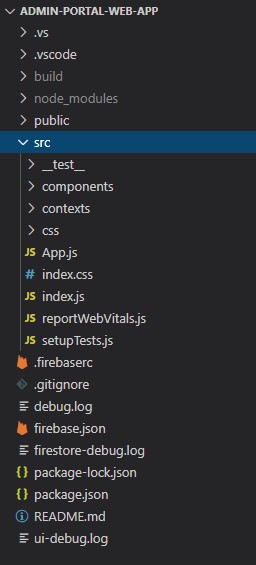 ADMIN-PORTAL-WEB-APP
.vs
.vscode
build
node_modules
public
src
__test__
components
contexts
css
JS App.js
# index.css
JS index.js
JS reportWebVitals.js
JS setupTests.js
.firebaserc
.gitignore
debug.log
firebase.json
firestore-debug.log
{ } package-lock.json
{ } package.json
README.md
ui-debug.log